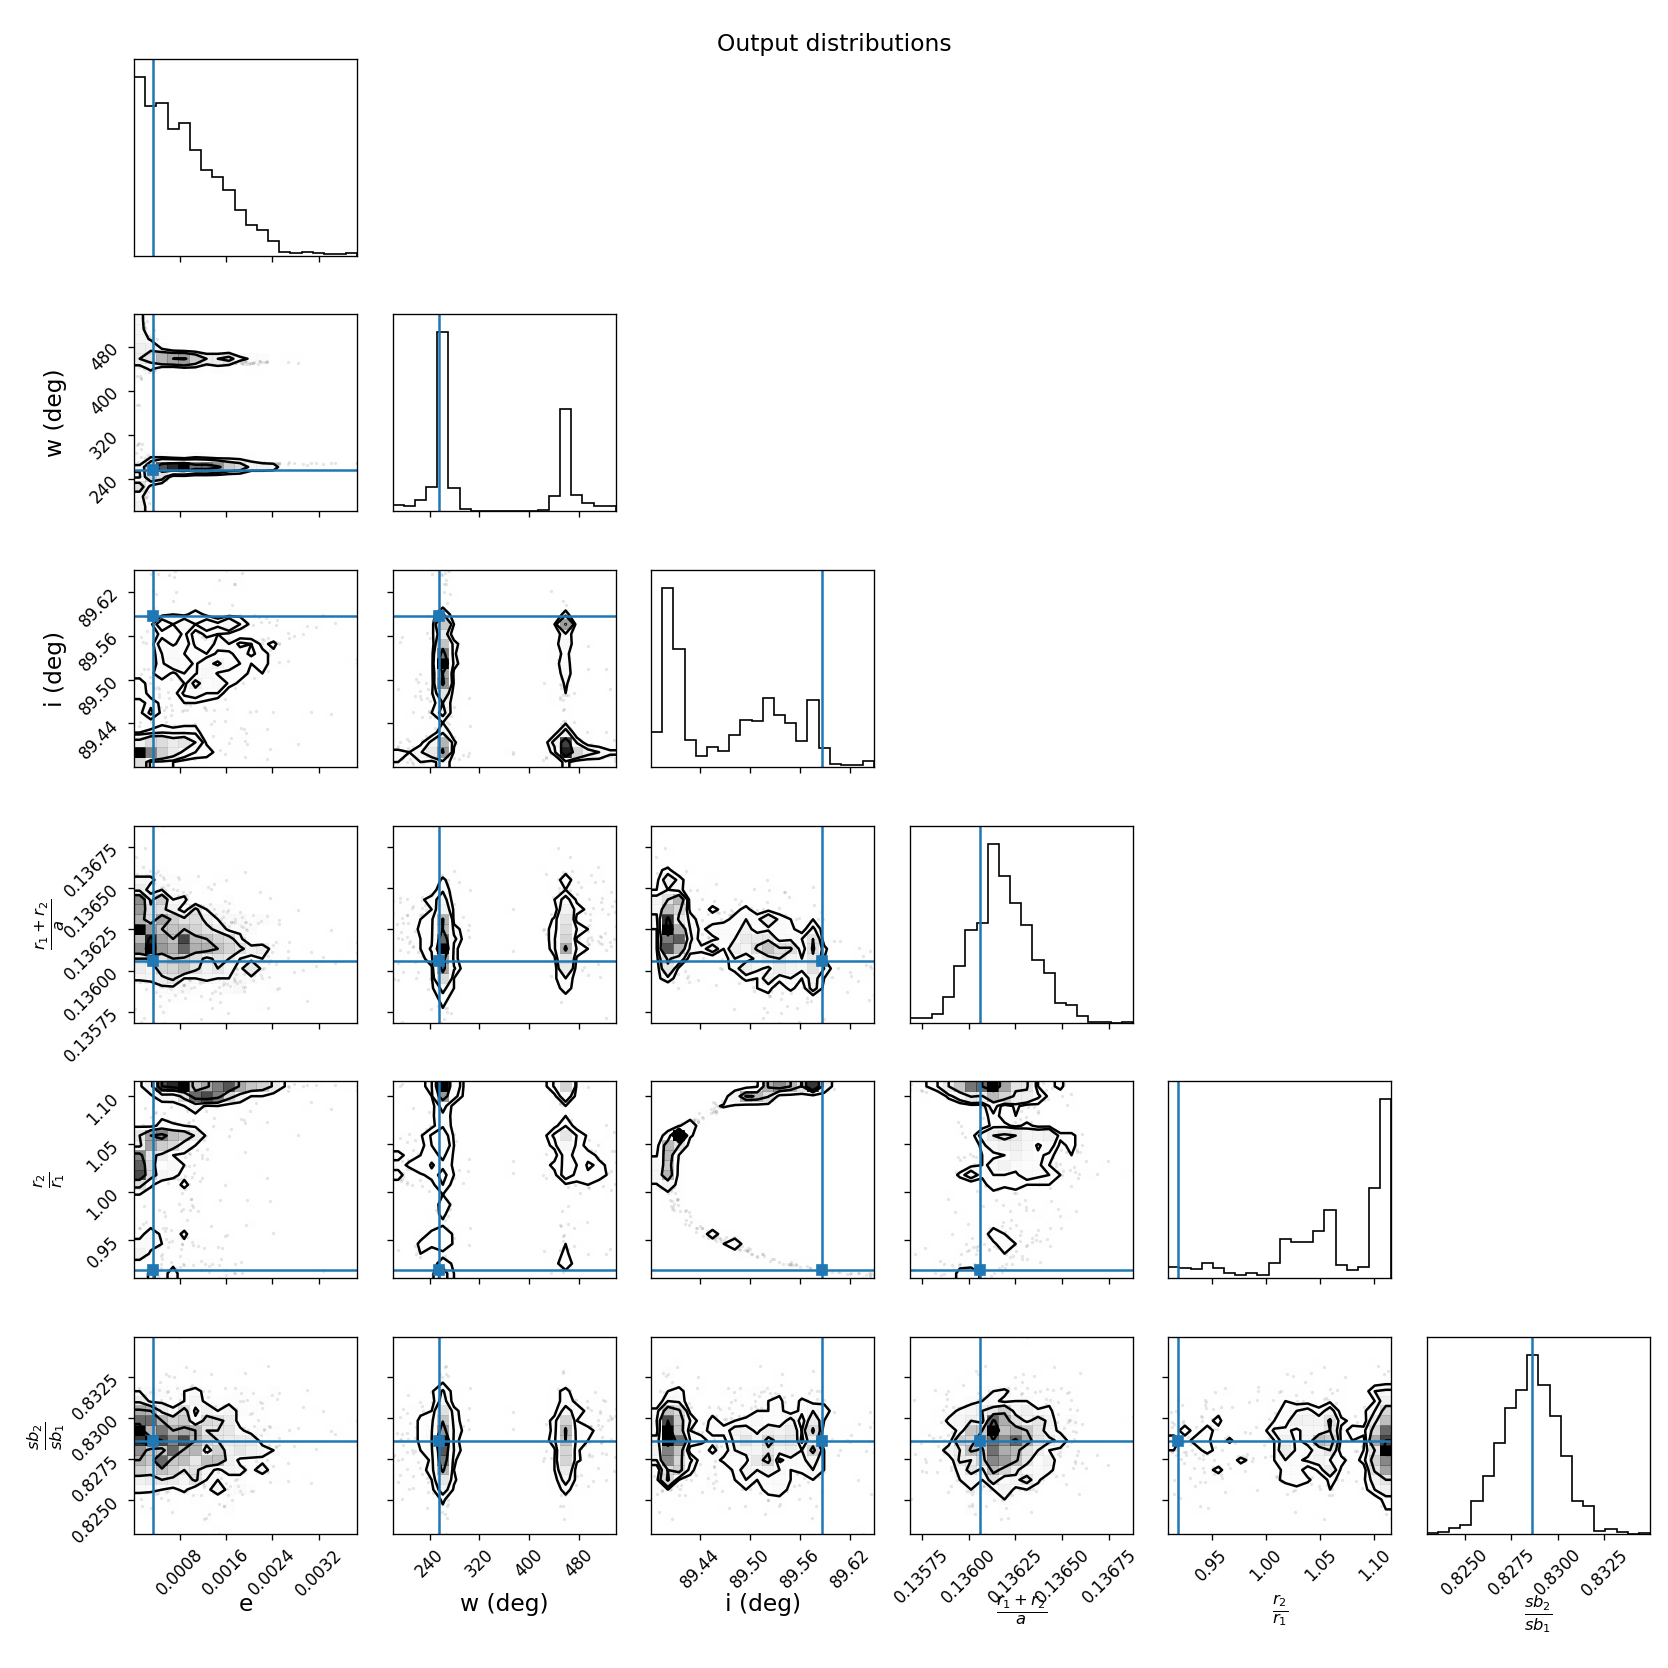 Output distributions
w (deg)
480
400
320
240
i (deg)
89.62
89.56
89.50
89.44
r₁ + r₂
a
0.13675
0.13650
0.13625
0.13600
0.13575
r₂
r₁
1.10
1.05
1.00
0.95
sb₂
sb₁
0.8325
0.8300
0.8275
0.8250
0.0008 0.0016 0.0024 0.0032
240 320 400 480
89.44 89.50 89.56 89.62
0.13575 0.13600 0.13625 0.13650 0.13675
0.95 1.00 1.05 1.10
0.8250 0.8275 0.8300 0.8325
e
w (deg)
i (deg)
r₁ + r₂
a
r₂
r₁
sb₂
sb₁